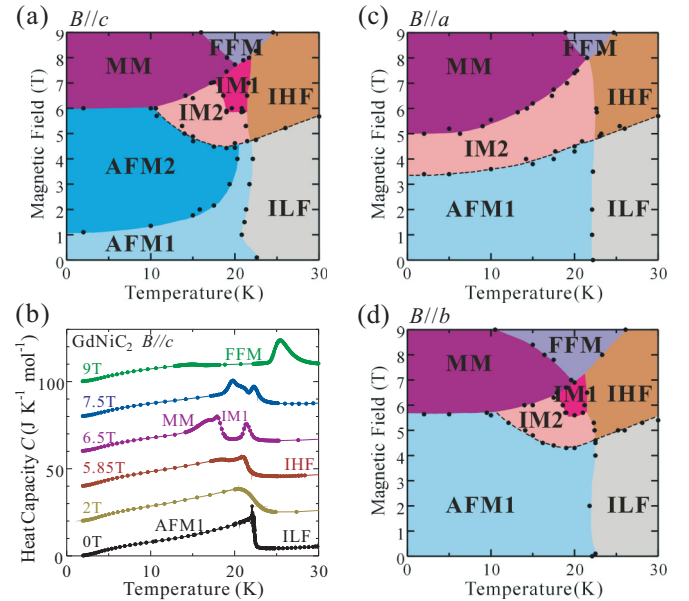 (a)
B//c
FFM
MM
IM1
IM2
IHF
AFM2
AFM1
ILF
Magnetic Field (T)
9
8
7
6
5
4
3
2
1
0
0
10
20
30
Temperature(K)
(c)
B//a
FFM
MM
IHF
IM2
AFM1
ILF
Magnetic Field (T)
9
8
7
6
5
4
3
2
1
0
0
10
20
30
Temperature(K)
(b)
GdNiC2 B//c
FFM
9T
7.5T
MM
IM1
6.5T
5.85T
IHF
2T
AFM1
0T
ILF
Heat Capacity C (J K-1 mol-1)
100
50
0
0
10
20
30
Temperature (K)
(d)
B//b
FFM
MM
IM1
IM2
IHF
AFM1
ILF
Magnetic Field (T)
9
8
7
6
5
4
3
2
1
0
0
10
20
30
Temperature (K)